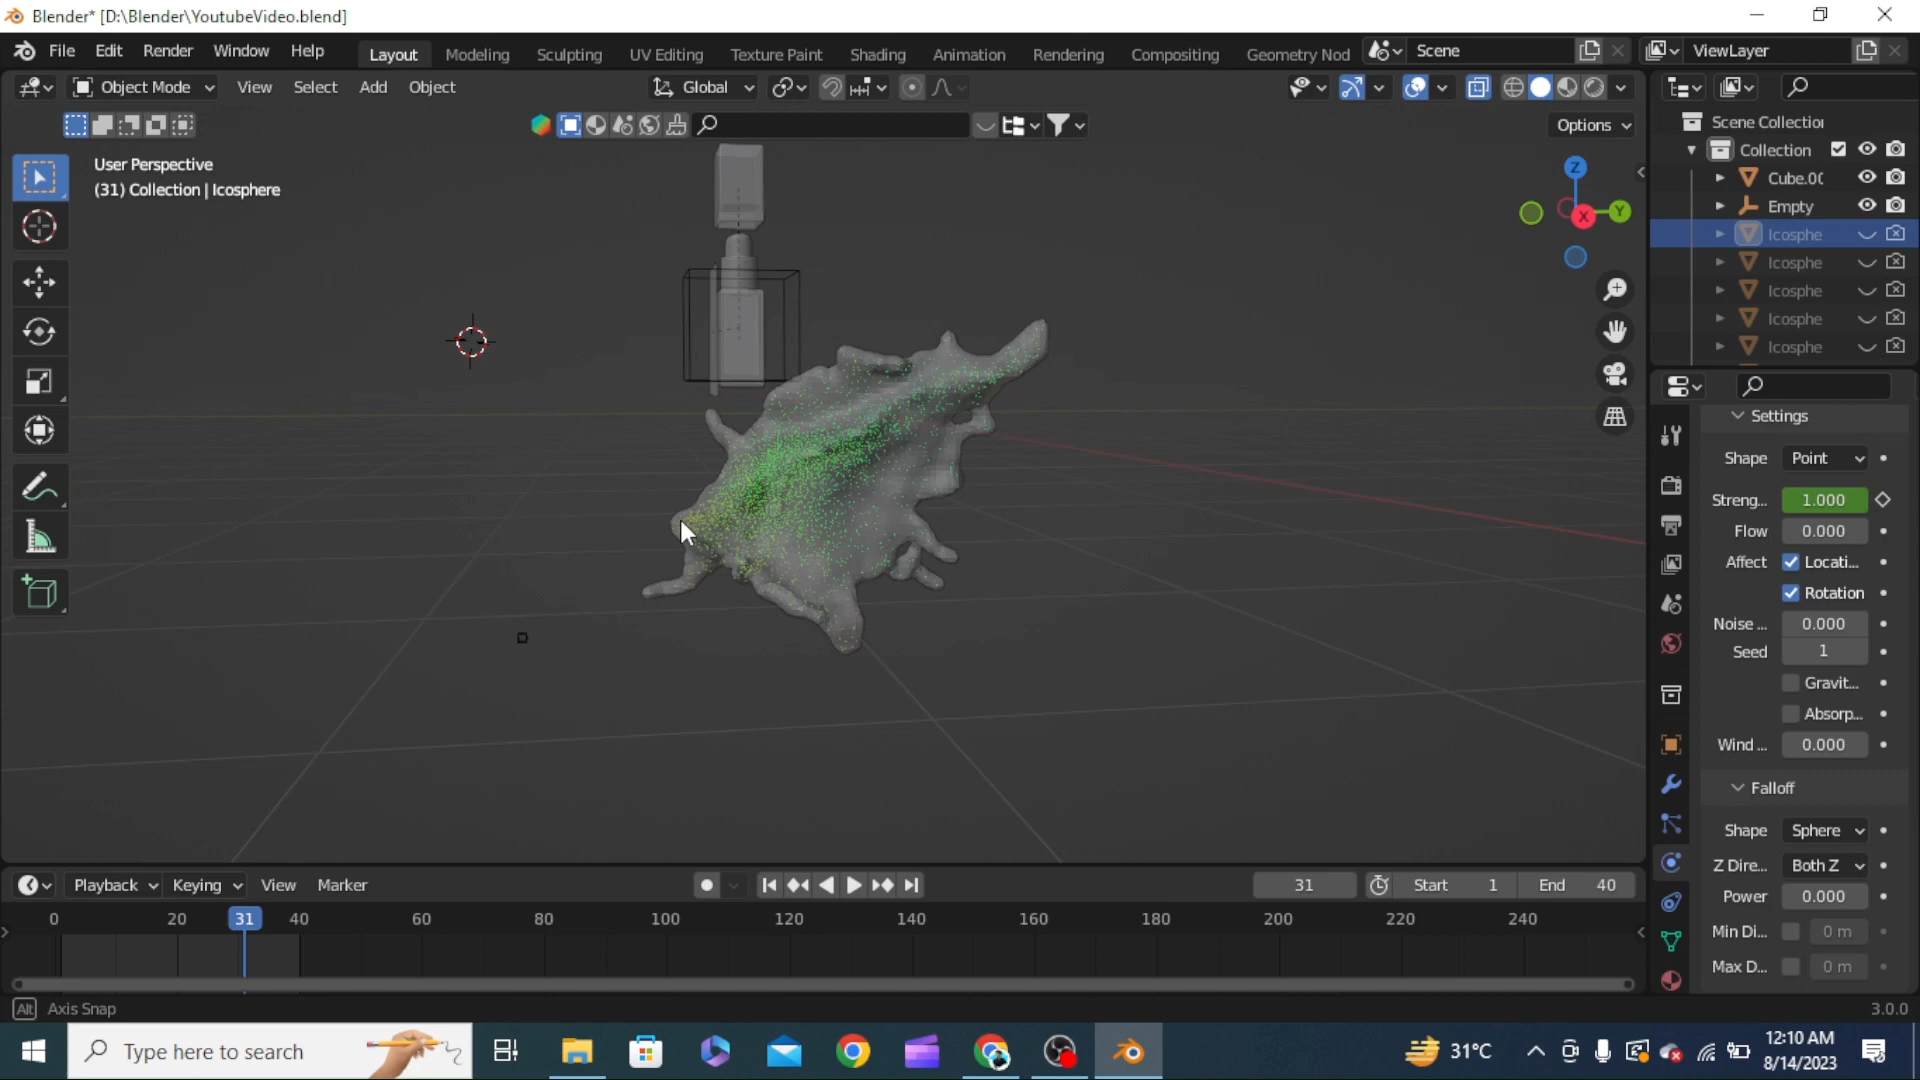 Blender* [D:\Blender\YoutubeVideo.blend]
File Edit Render Window Help
Layout Modeling Sculpting UV Editing Texture Paint Shading Animation Rendering Compositing Geometry Nod
Scene
ViewLayer
Object Mode View Select Add Object
Global
Options
User Perspective
(31) Collection | Icosphere
Z
Y
X
Scene Collection
Collection
Cube.00
Empty
Icosphe
Icosphe
Icosphe
Icosphe
Icosphe
Settings
Shape Point
Streng... 1.000
Flow 0.000
Affect Locati...
Rotation
Noise ... 0.000
Seed 1
Gravit...
Absorp...
Wind ... 0.000
Falloff
Shape Sphere
Z Dire... Both Z
Power 0.000
Min Di... 0 m
Max D... 0 m
Playback Keying View Marker
31 Start 1 End 40
0 20 31 40 60 80 100 120 140 160 180 200 220 240
Alt Axis Snap
3.0.0
Type here to search
31°C
12:10 AM
8/14/2023